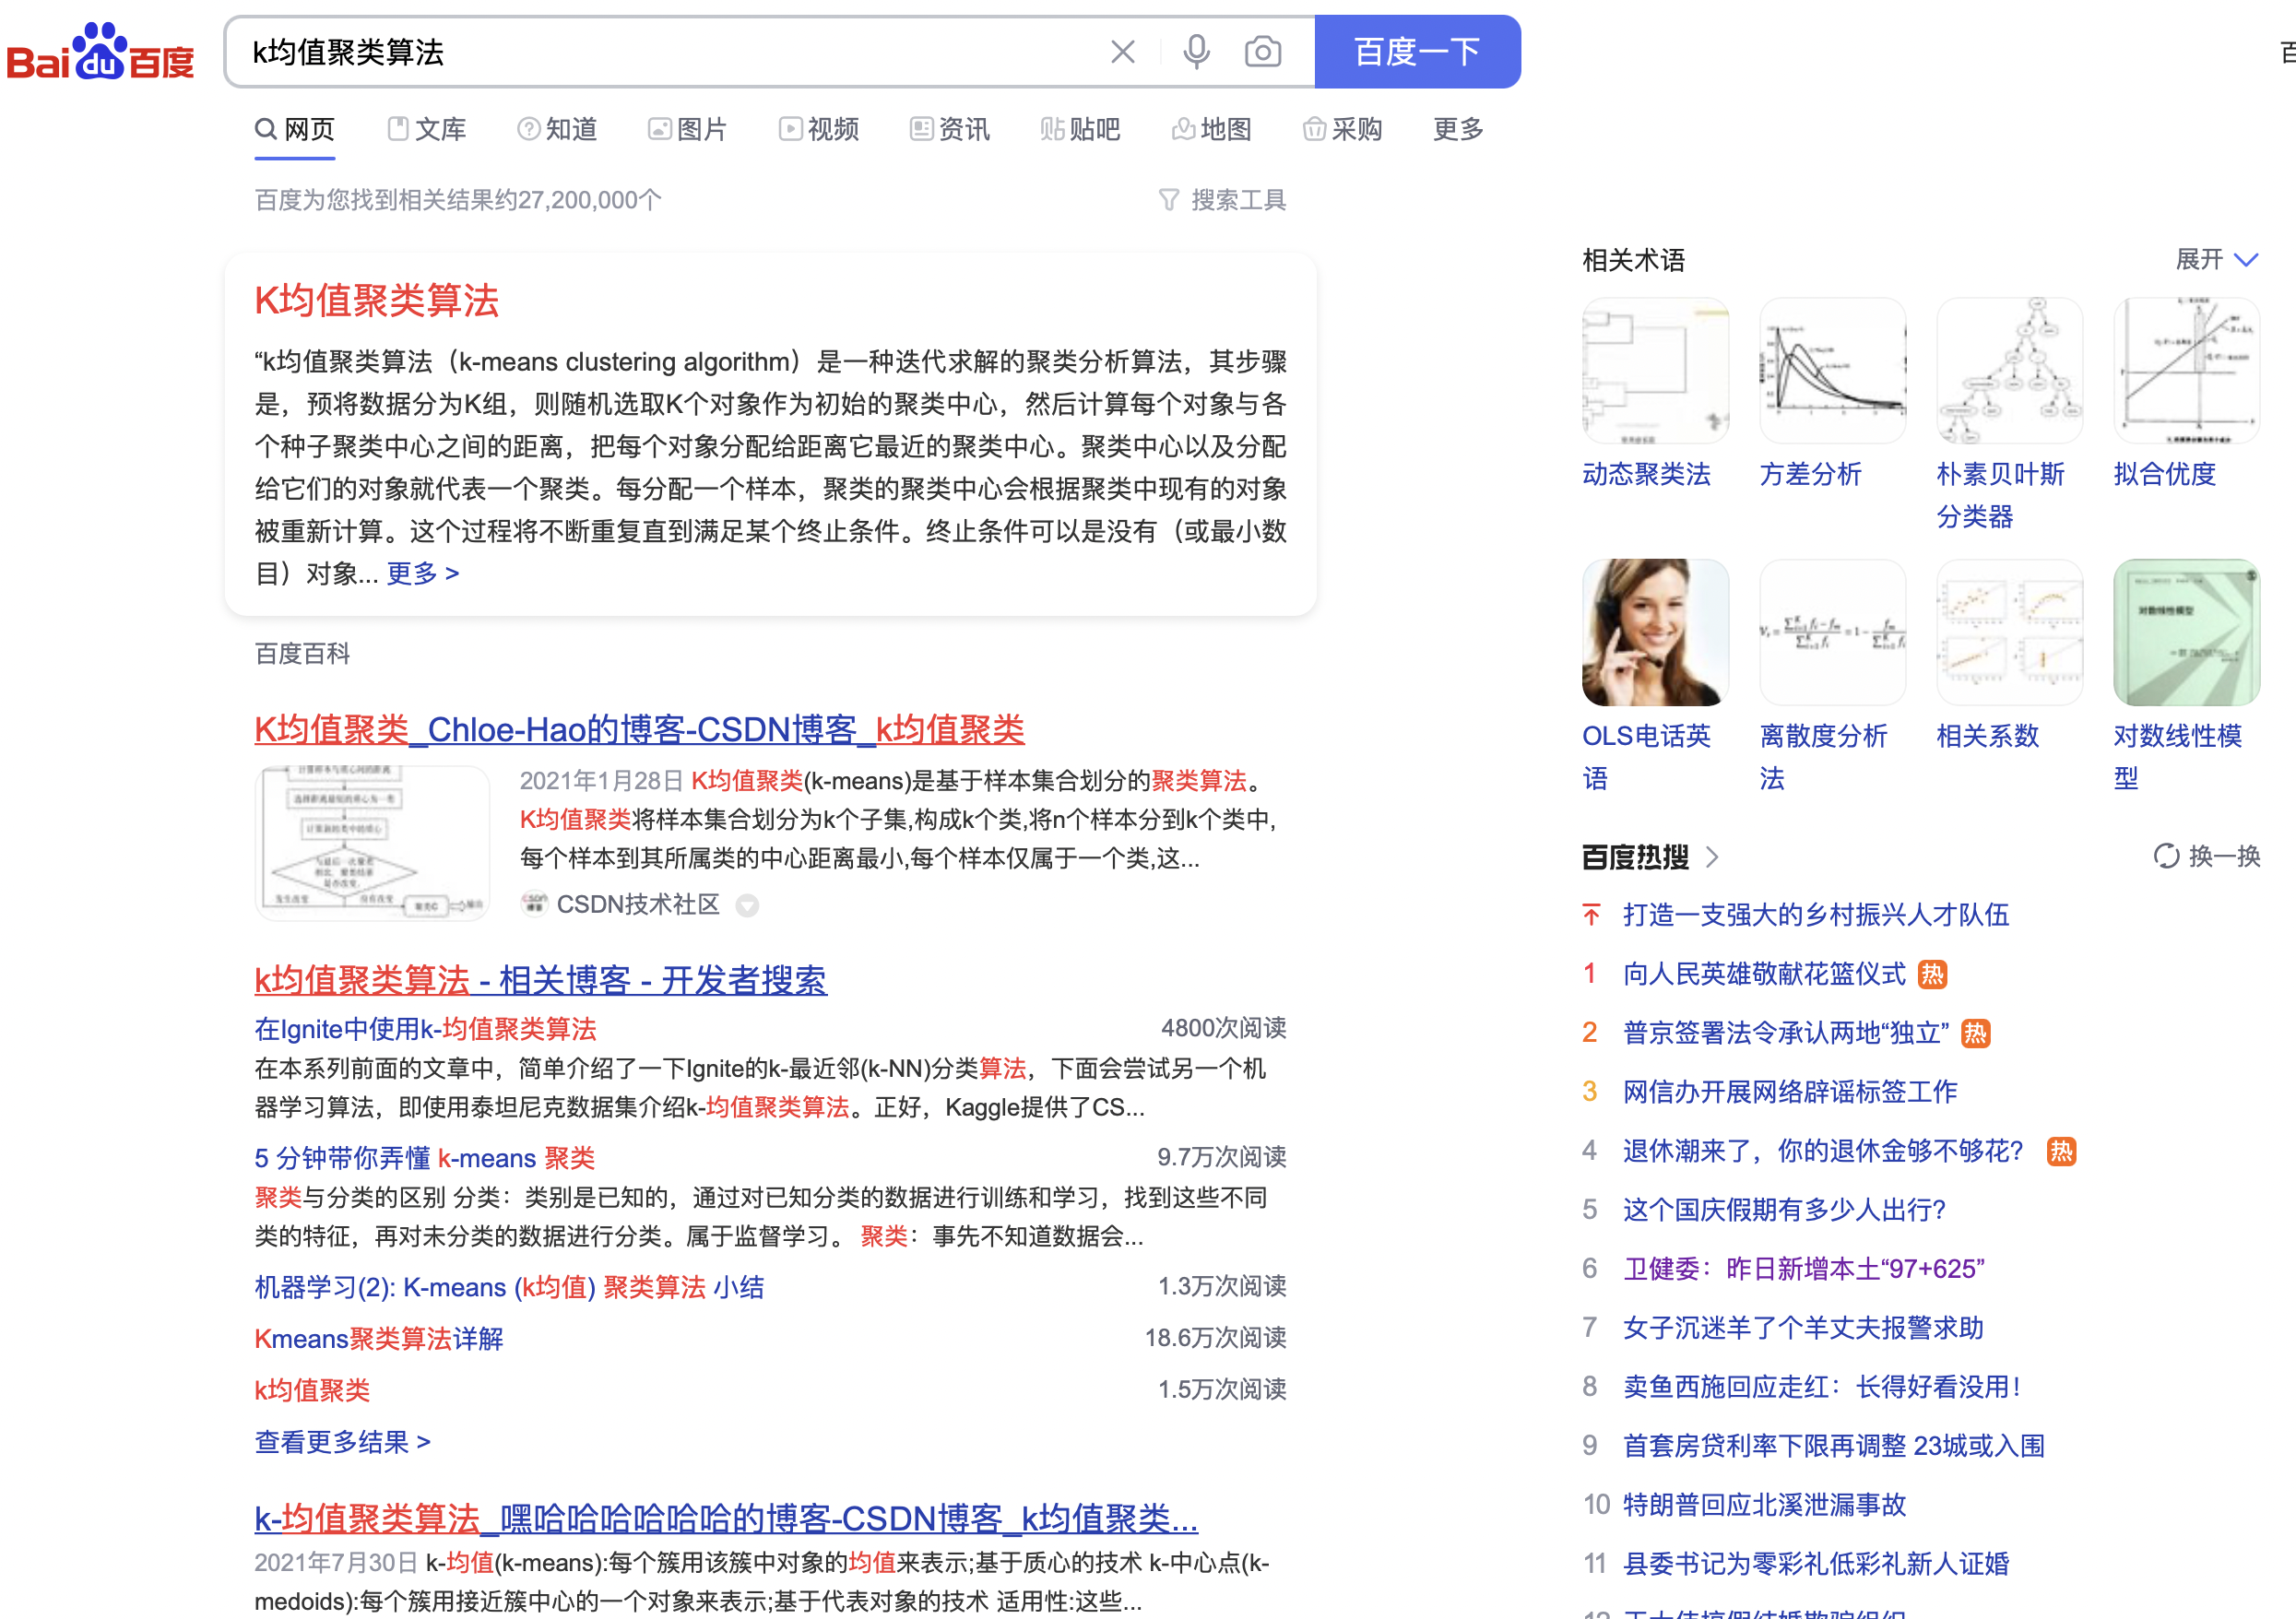 Bai du 百度
k均值聚类算法
百度一下
网页 文库 知道 图片 视频 资讯 贴 贴吧 地图 采购 更多
百度为您找到相关结果约27,200,000个
搜索工具
K均值聚类算法
“k均值聚类算法（k-means clustering algorithm）是一种迭代求解的聚类分析算法，其步骤
是，预将数据分为K组，则随机选取K个对象作为初始的聚类中心，然后计算每个对象与各
个种子聚类中心之间的距离，把每个对象分配给距离它最近的聚类中心。聚类中心以及分配
给它们的对象就代表一个聚类。每分配一个样本，聚类的聚类中心会根据聚类中现有的对象
被重新计算。这个过程将不断重复直到满足某个终止条件。终止条件可以是没有（或最小数
目）对象... 更多 >
百度百科
K均值聚类_Chloe-Hao的博客-CSDN博客_k均值聚类
计算新的类中的质心
发生改变
没有改变
聚类C
输出
2021年1月28日 K均值聚类(k-means)是基于样本集合划分的聚类算法。
K均值聚类将样本集合划分为k个子集,构成k个类,将n个样本分到k个类中,
每个样本到其所属类的中心距离最小,每个样本仅属于一个类,这...
CSDN技术社区
k均值聚类算法 - 相关博客 - 开发者搜索
在Ignite中使用k-均值聚类算法 4800次阅读
在本系列前面的文章中，简单介绍了一下Ignite的k-最近邻(k-NN)分类算法，下面会尝试另一个机
器学习算法，即使用泰坦尼克数据集介绍k-均值聚类算法。正好，Kaggle提供了CS...
5 分钟带你弄懂 k-means 聚类 9.7万次阅读
聚类与分类的区别 分类：类别是已知的，通过对已知分类的数据进行训练和学习，找到这些不同
类的特征，再对未分类的数据进行分类。属于监督学习。 聚类：事先不知道数据会...
机器学习(2): K-means (k均值) 聚类算法 小结 1.3万次阅读
Kmeans聚类算法详解 18.6万次阅读
k均值聚类 1.5万次阅读
查看更多结果 >
k-均值聚类算法_嘿哈哈哈哈哈哈的博客-CSDN博客_k均值聚类...
2021年7月30日 k-均值(k-means):每个簇用该簇中对象的均值来表示;基于质心的技术 k-中心点(k-
medoids):每个簇用接近簇中心的一个对象来表示;基于代表对象的技术 适用性:这些...
相关术语 展开
动态聚类法 方差分析 朴素贝叶斯 拟合优度
分类器
对数线性模型
OLS电话英 离散度分析 相关系数 对数线性模
语 法 型
百度热搜 换一换
打造一支强大的乡村振兴人才队伍
1 向人民英雄敬献花篮仪式 热
2 普京签署法令承认两地“独立” 热
3 网信办开展网络辟谣标签工作
4 退休潮来了，你的退休金够不够花？ 热
5 这个国庆假期有多少人出行？
6 卫健委：昨日新增本土“97+625”
7 女子沉迷羊了个羊丈夫报警求助
8 卖鱼西施回应走红：长得好看没用！
9 首套房贷利率下限再调整 23城或入围
10 特朗普回应北溪泄漏事故
11 县委书记为零彩礼低彩礼新人证婚